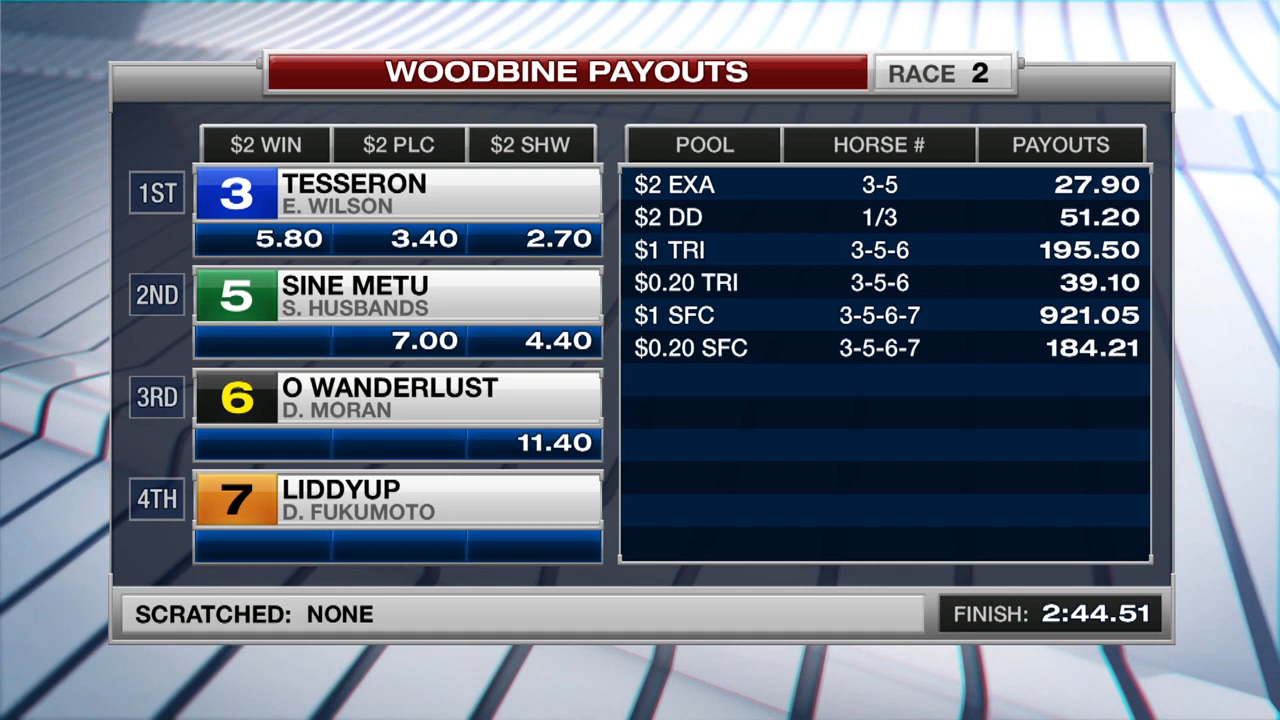 WOODBINE PAYOUTS
RACE 2
$2 WIN $2 PLC $2 SHW
1ST 3 TESSERON
E. WILSON
5.80 3.40 2.70
2ND 5 SINE METU
S. HUSBANDS
7.00 4.40
3RD 6 O WANDERLUST
D. MORAN
11.40
4TH 7 LIDDYUP
D. FUKUMOTO
POOL HORSE # PAYOUTS
$2 EXA 3-5 27.90
$2 DD 1/3 51.20
$1 TRI 3-5-6 195.50
$0.20 TRI 3-5-6 39.10
$1 SFC 3-5-6-7 921.05
$0.20 SFC 3-5-6-7 184.21
SCRATCHED: NONE
FINISH: 2:44.51